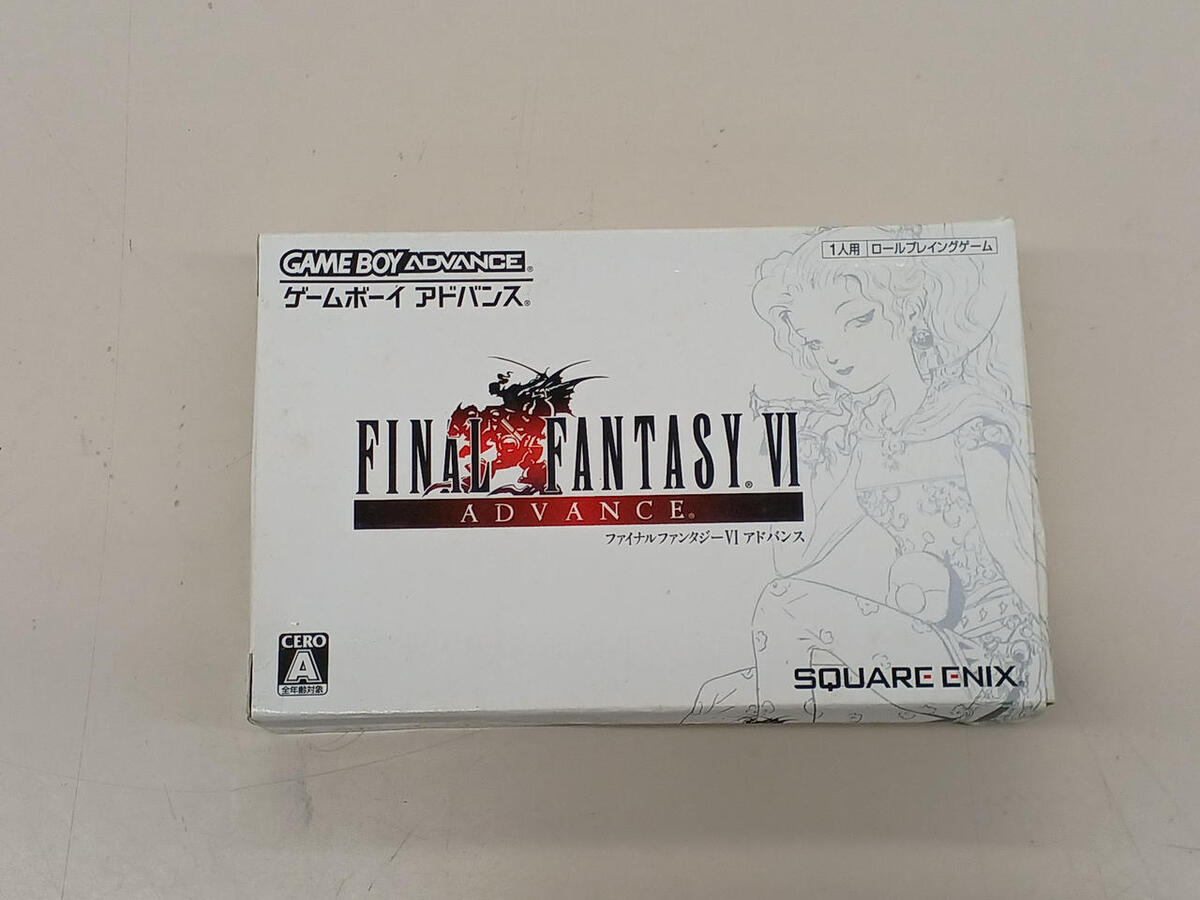 GAME BOY ADVANCE®
ゲームボーイ アドバンス®
1人用 ロールプレイングゲーム
FINAL FANTASY® VI
ADVANCE®
ファイナルファンタジーVI アドバンス
CERO
A
全年齢対象
SQUARE ENIX